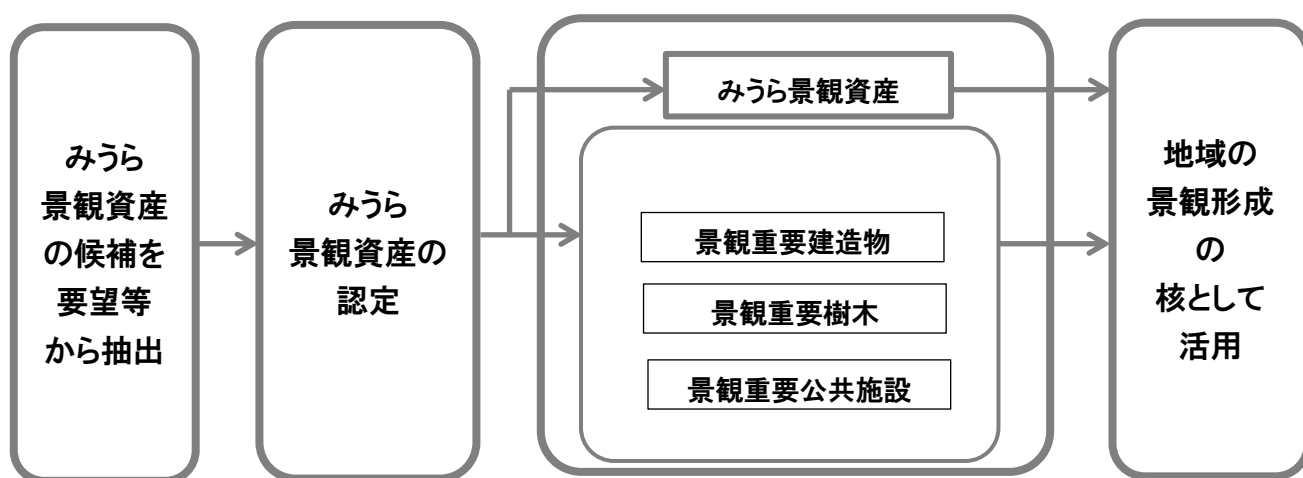 みうら
景観資産
の候補を
要望等
から抽出
みうら
景観資産の
認定
みうら景観資産
景観重要建造物
景観重要樹木
景観重要公共施設
地域の
景観形成
の
核として
活用